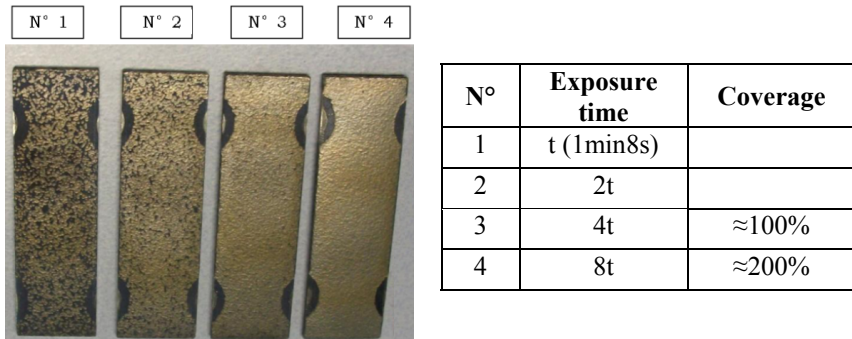 N° 1
N° 2
N° 3
N° 4
N° Exposure time Coverage
1 t (1min8s)
2 2t
3 4t ≈100%
4 8t ≈200%